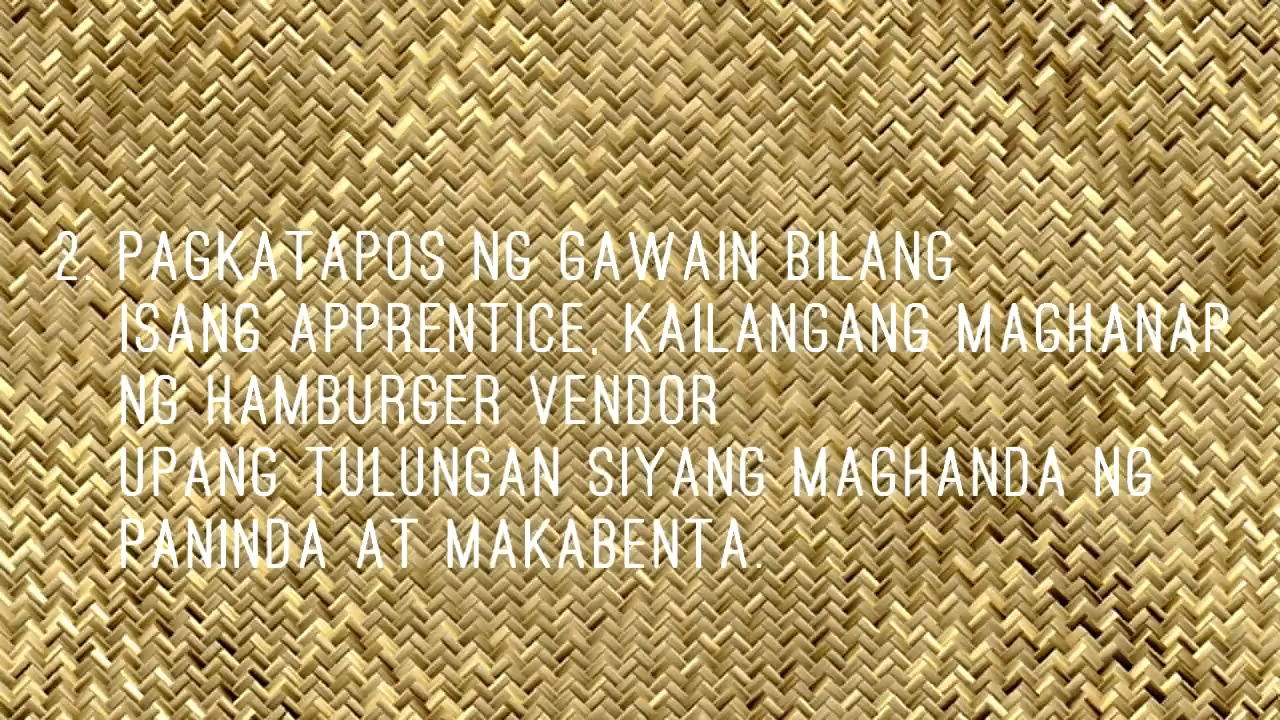 2. PAGKATAPOS NG GAWAIN BILANG
ISANG APPRENTICE, KAILANGANG MAGHANAP
NG HAMBURGER VENDOR
UPANG TULUNGAN SIYANG MAGHANDA NG
PANINDA AT MAKABENTA.